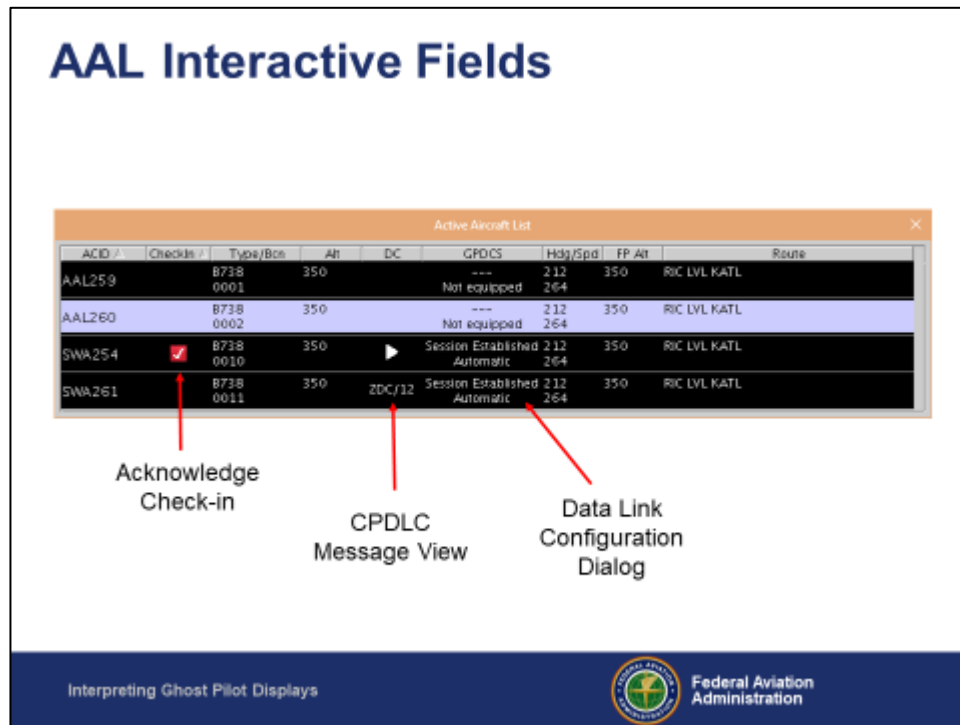 AAL Interactive Fields
Active Aircraft List
ACID CheckIn Type/Bcn Alt DC GPDCS Hdg/Spd FP Alt Route
AAL259 B738 350 --- 212 350 RIC LVL KATL
0001 Not equipped 264
AAL260 B738 350 --- 212 350 RIC LVL KATL
0002 Not equipped 264
SWA254 B738 350 Session Established 212 350 RIC LVL KATL
0010 Automatic 264
SWA261 B738 350 ZDC/12 Session Established 212 350 RIC LVL KATL
0011 Automatic 264
Acknowledge
Check-in
CPDLC
Message View
Data Link
Configuration
Dialog
Interpreting Ghost Pilot Displays
Federal Aviation
Administration